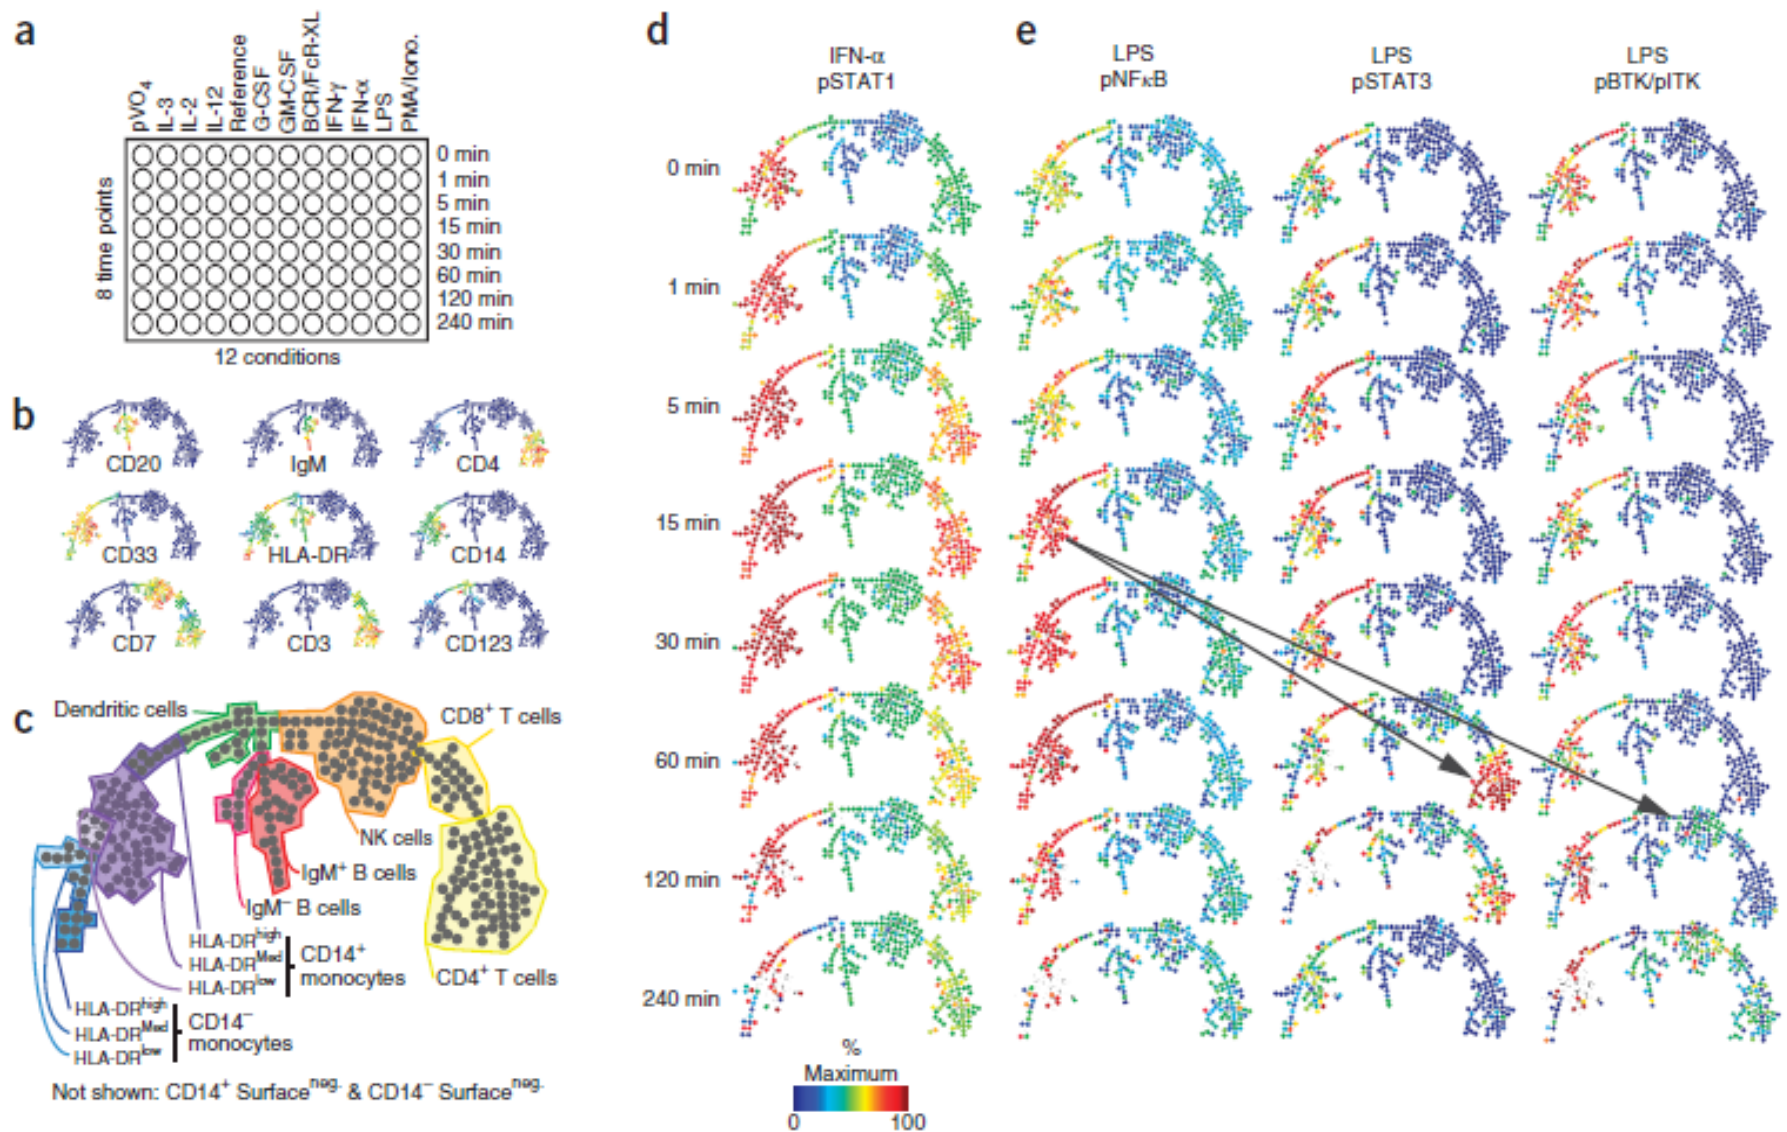 a
pVO4
IL-3
IL-2
IL-12
Reference
G-CSF
GM-CSF
BCR/FcR-XL
IFN-γ
IFN-α
LPS
PMA/Iono.
8 time points
0 min
1 min
5 min
15 min
30 min
60 min
120 min
240 min
12 conditions
b
CD20
IgM
CD4
CD33
HLA-DR
CD14
CD7
CD3
CD123
c
Dendritic cells
CD8+ T cells
NK cells
IgM+ B cells
IgM– B cells
CD4+ T cells
HLA-DRhigh
HLA-DRMed
HLA-DRlow
CD14+
monocytes
HLA-DRhigh
HLA-DRMed
HLA-DRlow
CD14–
monocytes
Not shown: CD14+ Surfaceneg. & CD14– Surfaceneg.
d
IFN-α
pSTAT1
0 min
1 min
5 min
15 min
30 min
60 min
120 min
240 min
%
Maximum
0
100
e
LPS
pNFκB
LPS
pSTAT3
LPS
pBTK/pITK